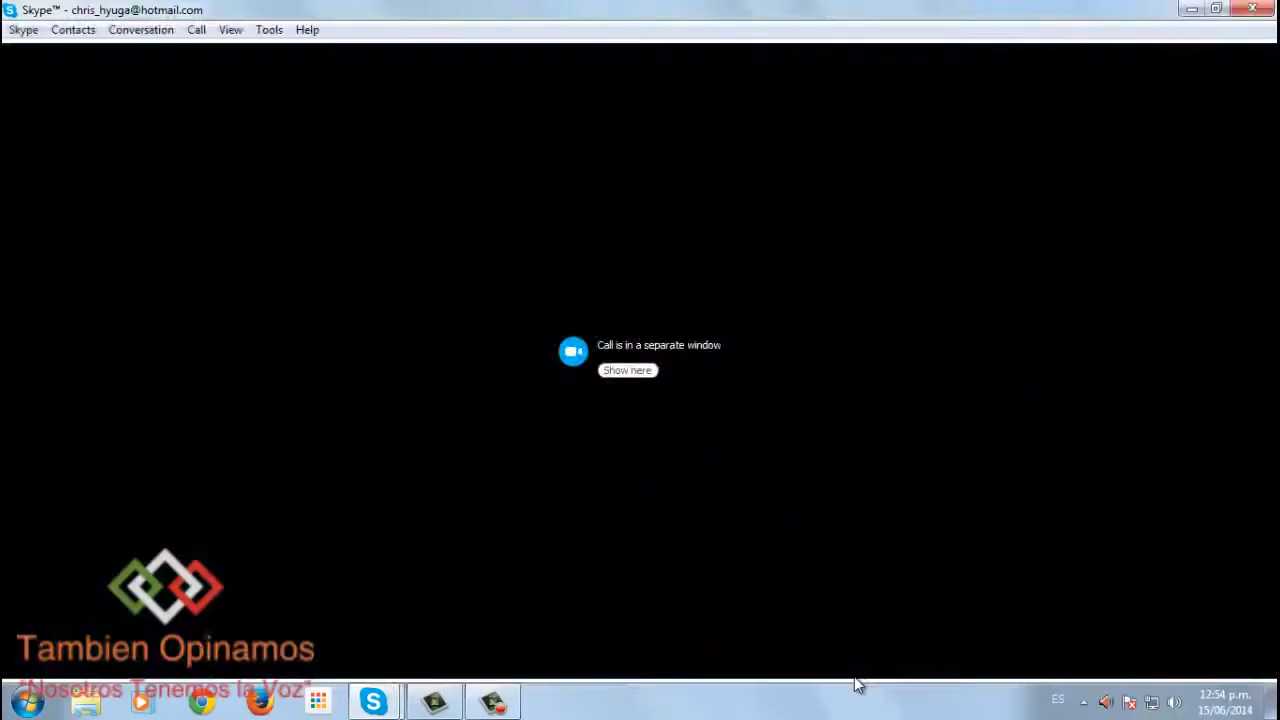 Skype™ - chris_hyuga@hotmail.com
Skype Contacts Conversation Call View Tools Help
Call is in a separate window
Show here
Tambien Opinamos
"Nosotros Tenemos la Voz"
ES
12:54 p.m.
15/06/2014